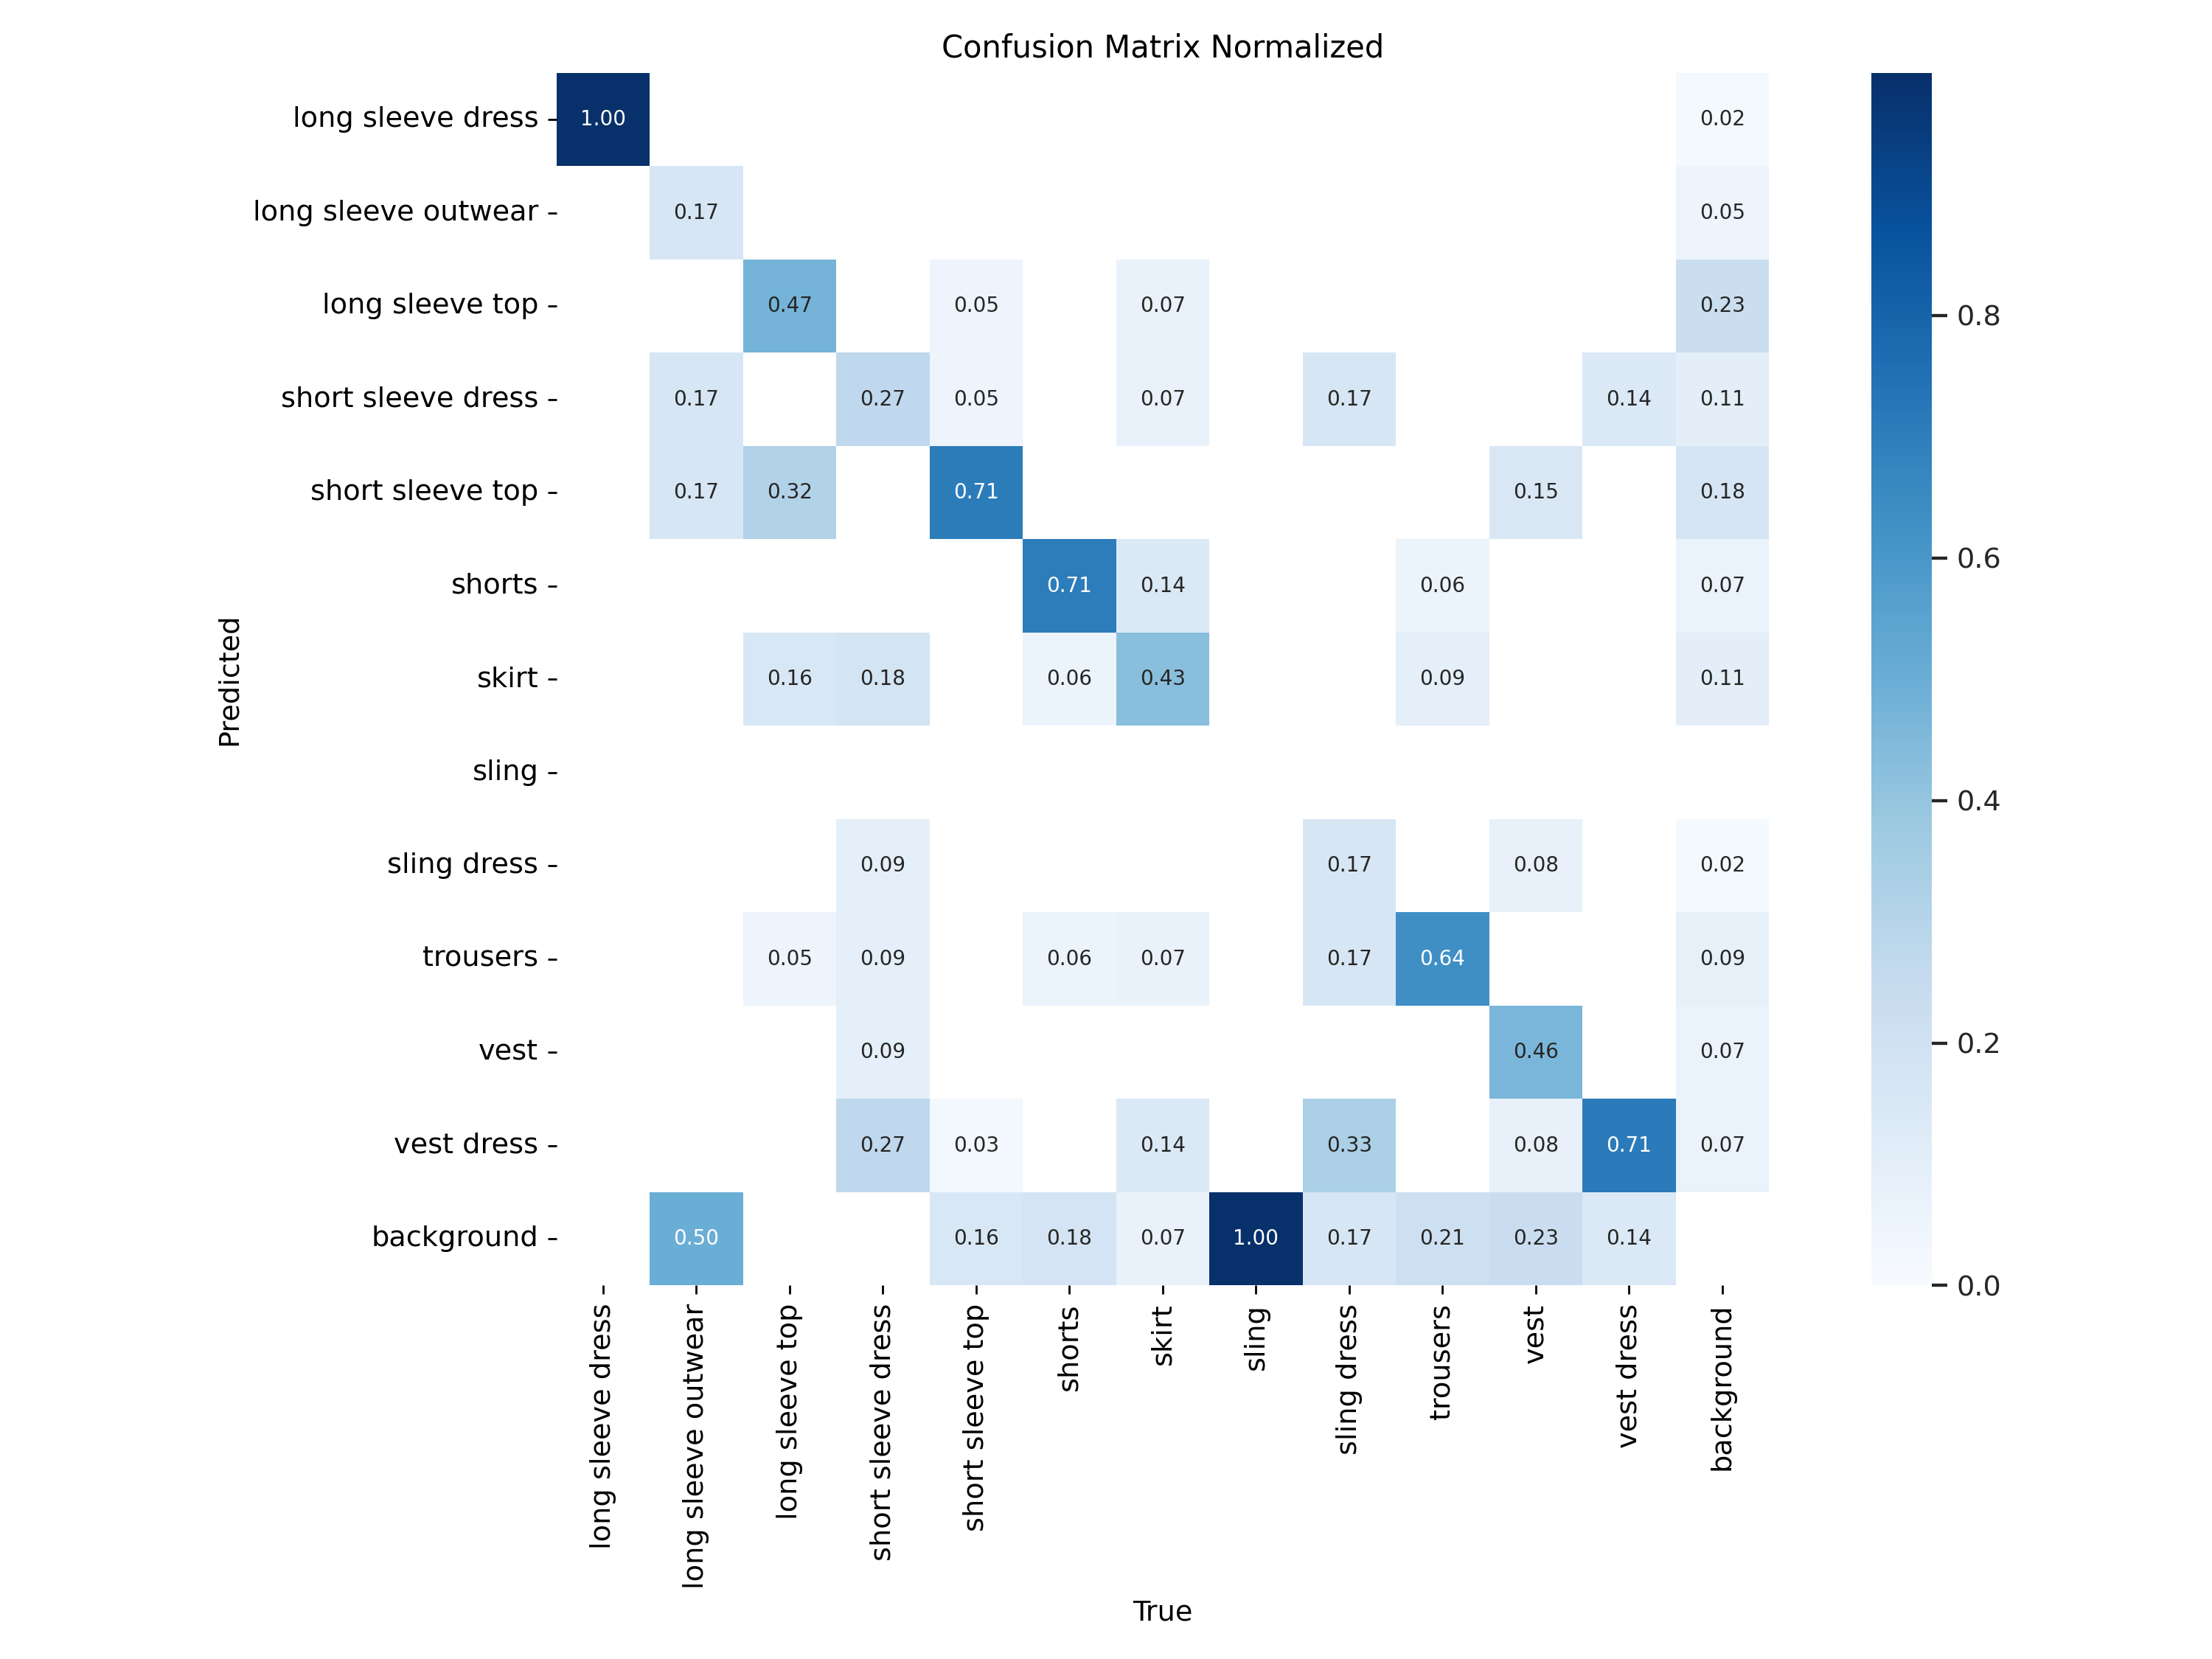 Confusion Matrix Normalized
long sleeve dress 1.00 0.02
long sleeve outwear 0.17 0.05
long sleeve top 0.47 0.05 0.07 0.23
short sleeve dress 0.17 0.27 0.05 0.07 0.17 0.14 0.11
short sleeve top 0.17 0.32 0.71 0.15 0.18
shorts 0.71 0.14 0.06 0.07
skirt 0.16 0.18 0.06 0.43 0.09 0.11
sling
sling dress 0.09 0.17 0.08 0.02
trousers 0.05 0.09 0.06 0.07 0.17 0.64 0.09
vest 0.09 0.46 0.07
vest dress 0.27 0.03 0.14 0.33 0.08 0.71 0.07
background 0.50 0.16 0.18 0.07 1.00 0.17 0.21 0.23 0.14
Predicted
long sleeve dress
long sleeve outwear
long sleeve top
short sleeve dress
short sleeve top
shorts
skirt
sling
sling dress
trousers
vest
vest dress
background
True
0.8
0.6
0.4
0.2
0.0